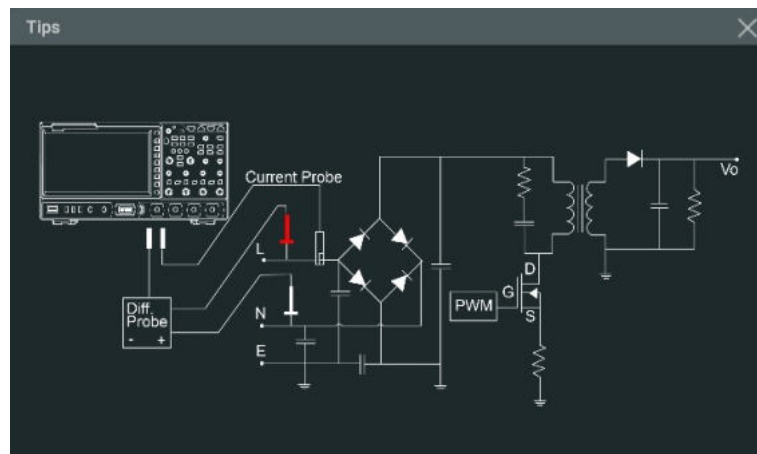 Tips
Current Probe
Vo
L
D
G
PWM
S
Diff.
Probe
- +
N
E